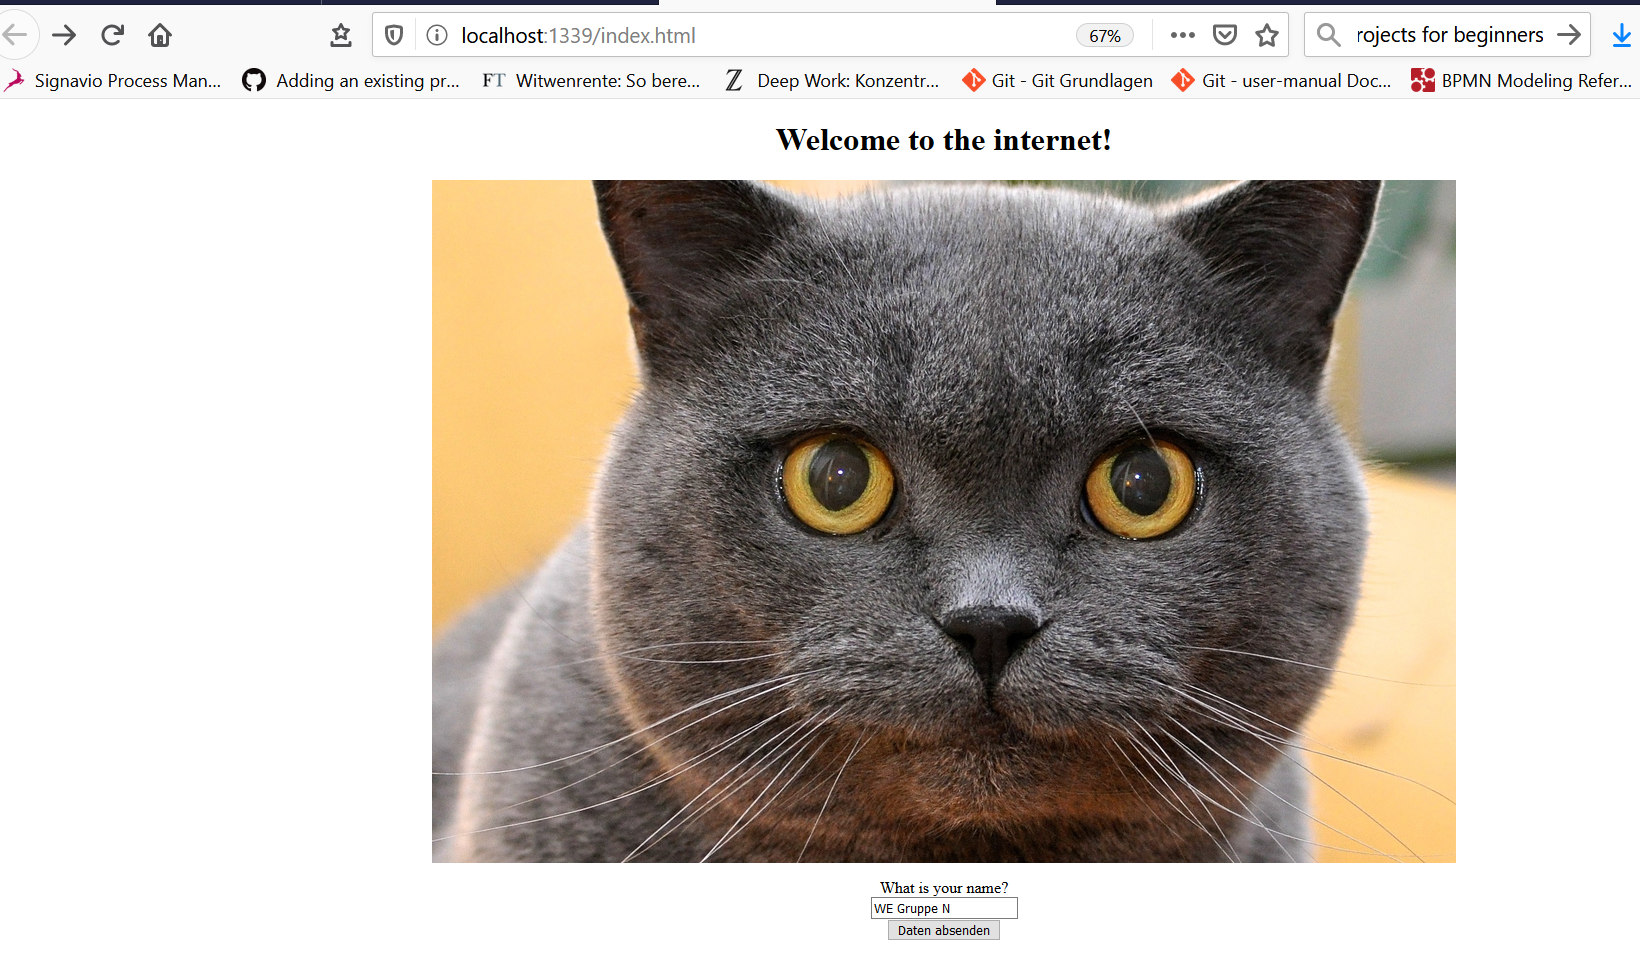 localhost:1339/index.html 67% rojects for beginners
Signavio Process Man... Adding an existing pr... FT Witwenrente: So bere... Z Deep Work: Konzentr... Git - Git Grundlagen Git - user-manual Doc... BPMN Modeling Refer...
Welcome to the internet!
What is your name?
WE Gruppe N
Daten absenden